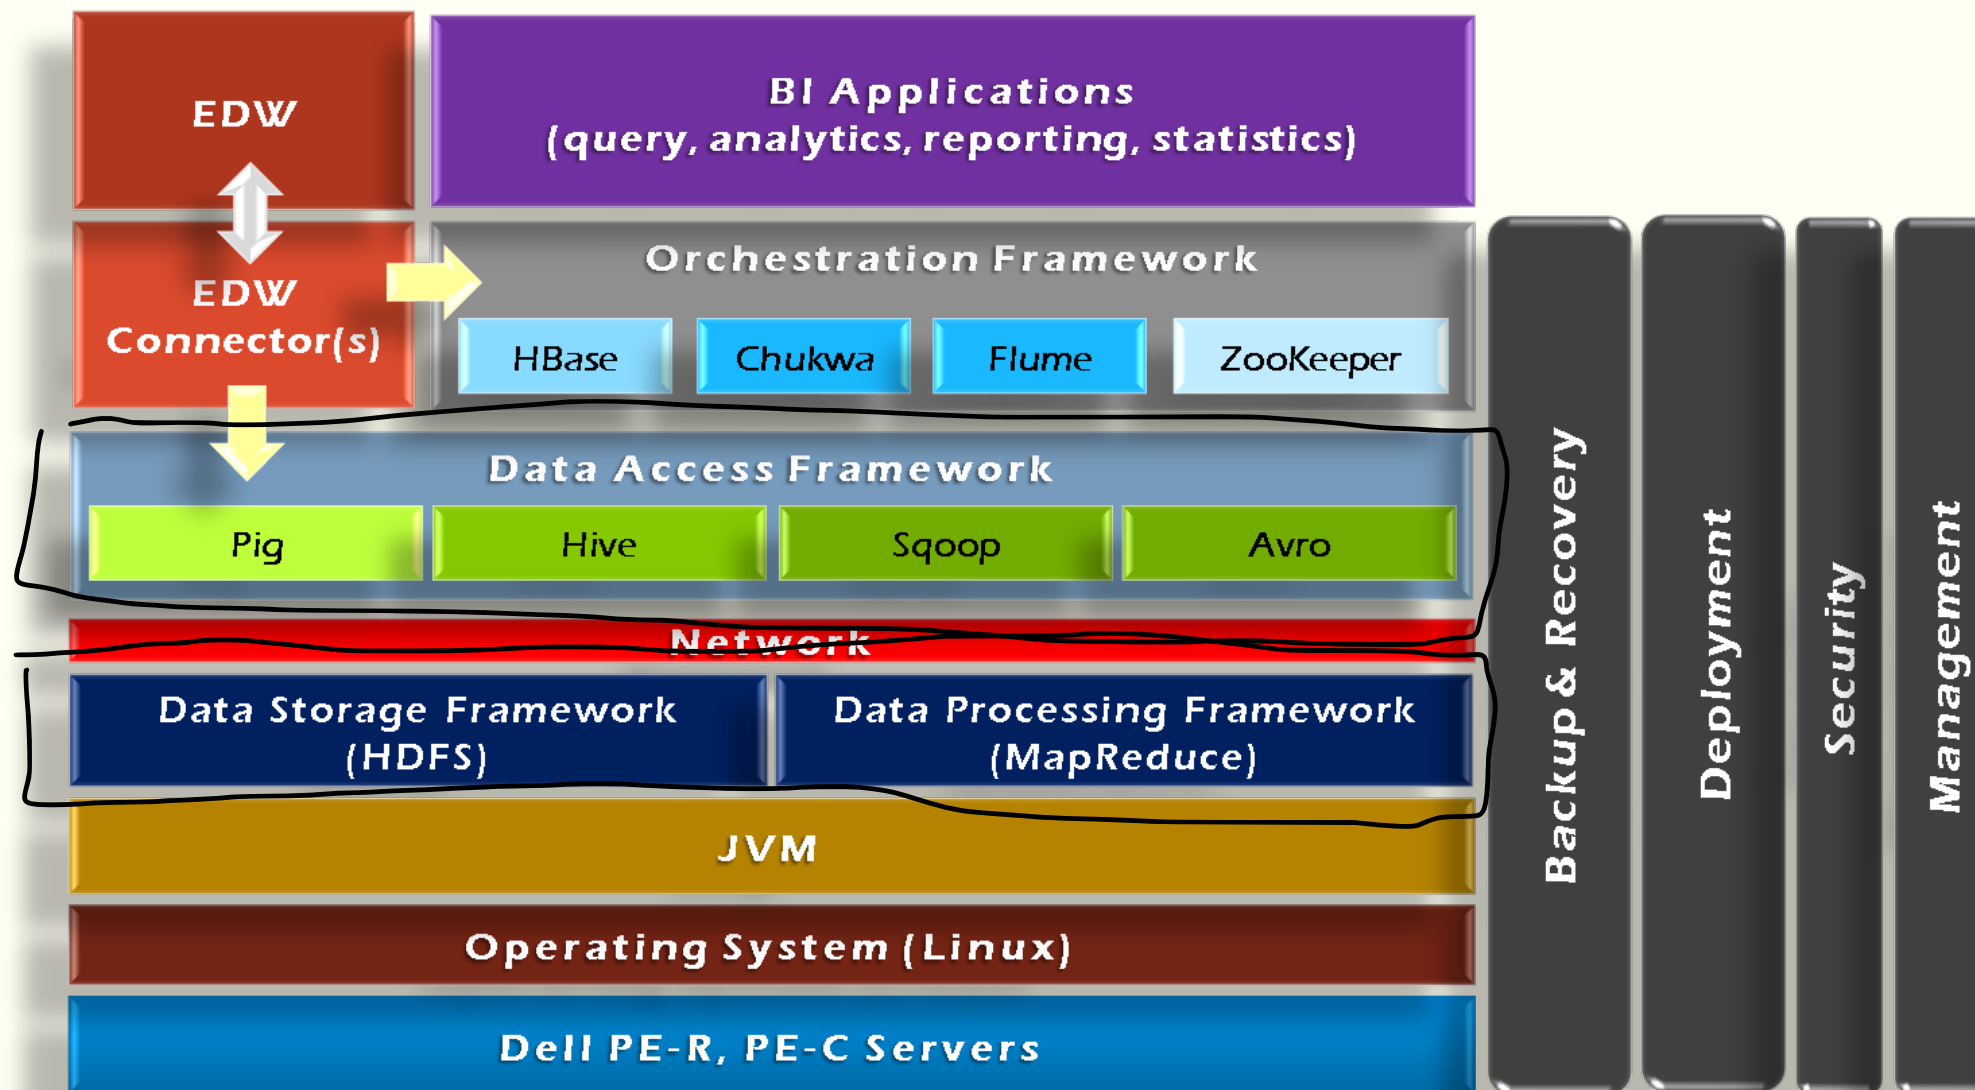 EDW
BI Applications
(query, analytics, reporting, statistics)
EDW
Connector(s)
Orchestration Framework
HBase
Chukwa
Flume
ZooKeeper
Data Access Framework
Pig
Hive
Sqoop
Avro
Network
Data Storage Framework
(HDFS)
Data Processing Framework
(MapReduce)
JVM
Operating System (Linux)
Dell PE-R, PE-C Servers
Backup & Recovery
Deployment
Security
Management